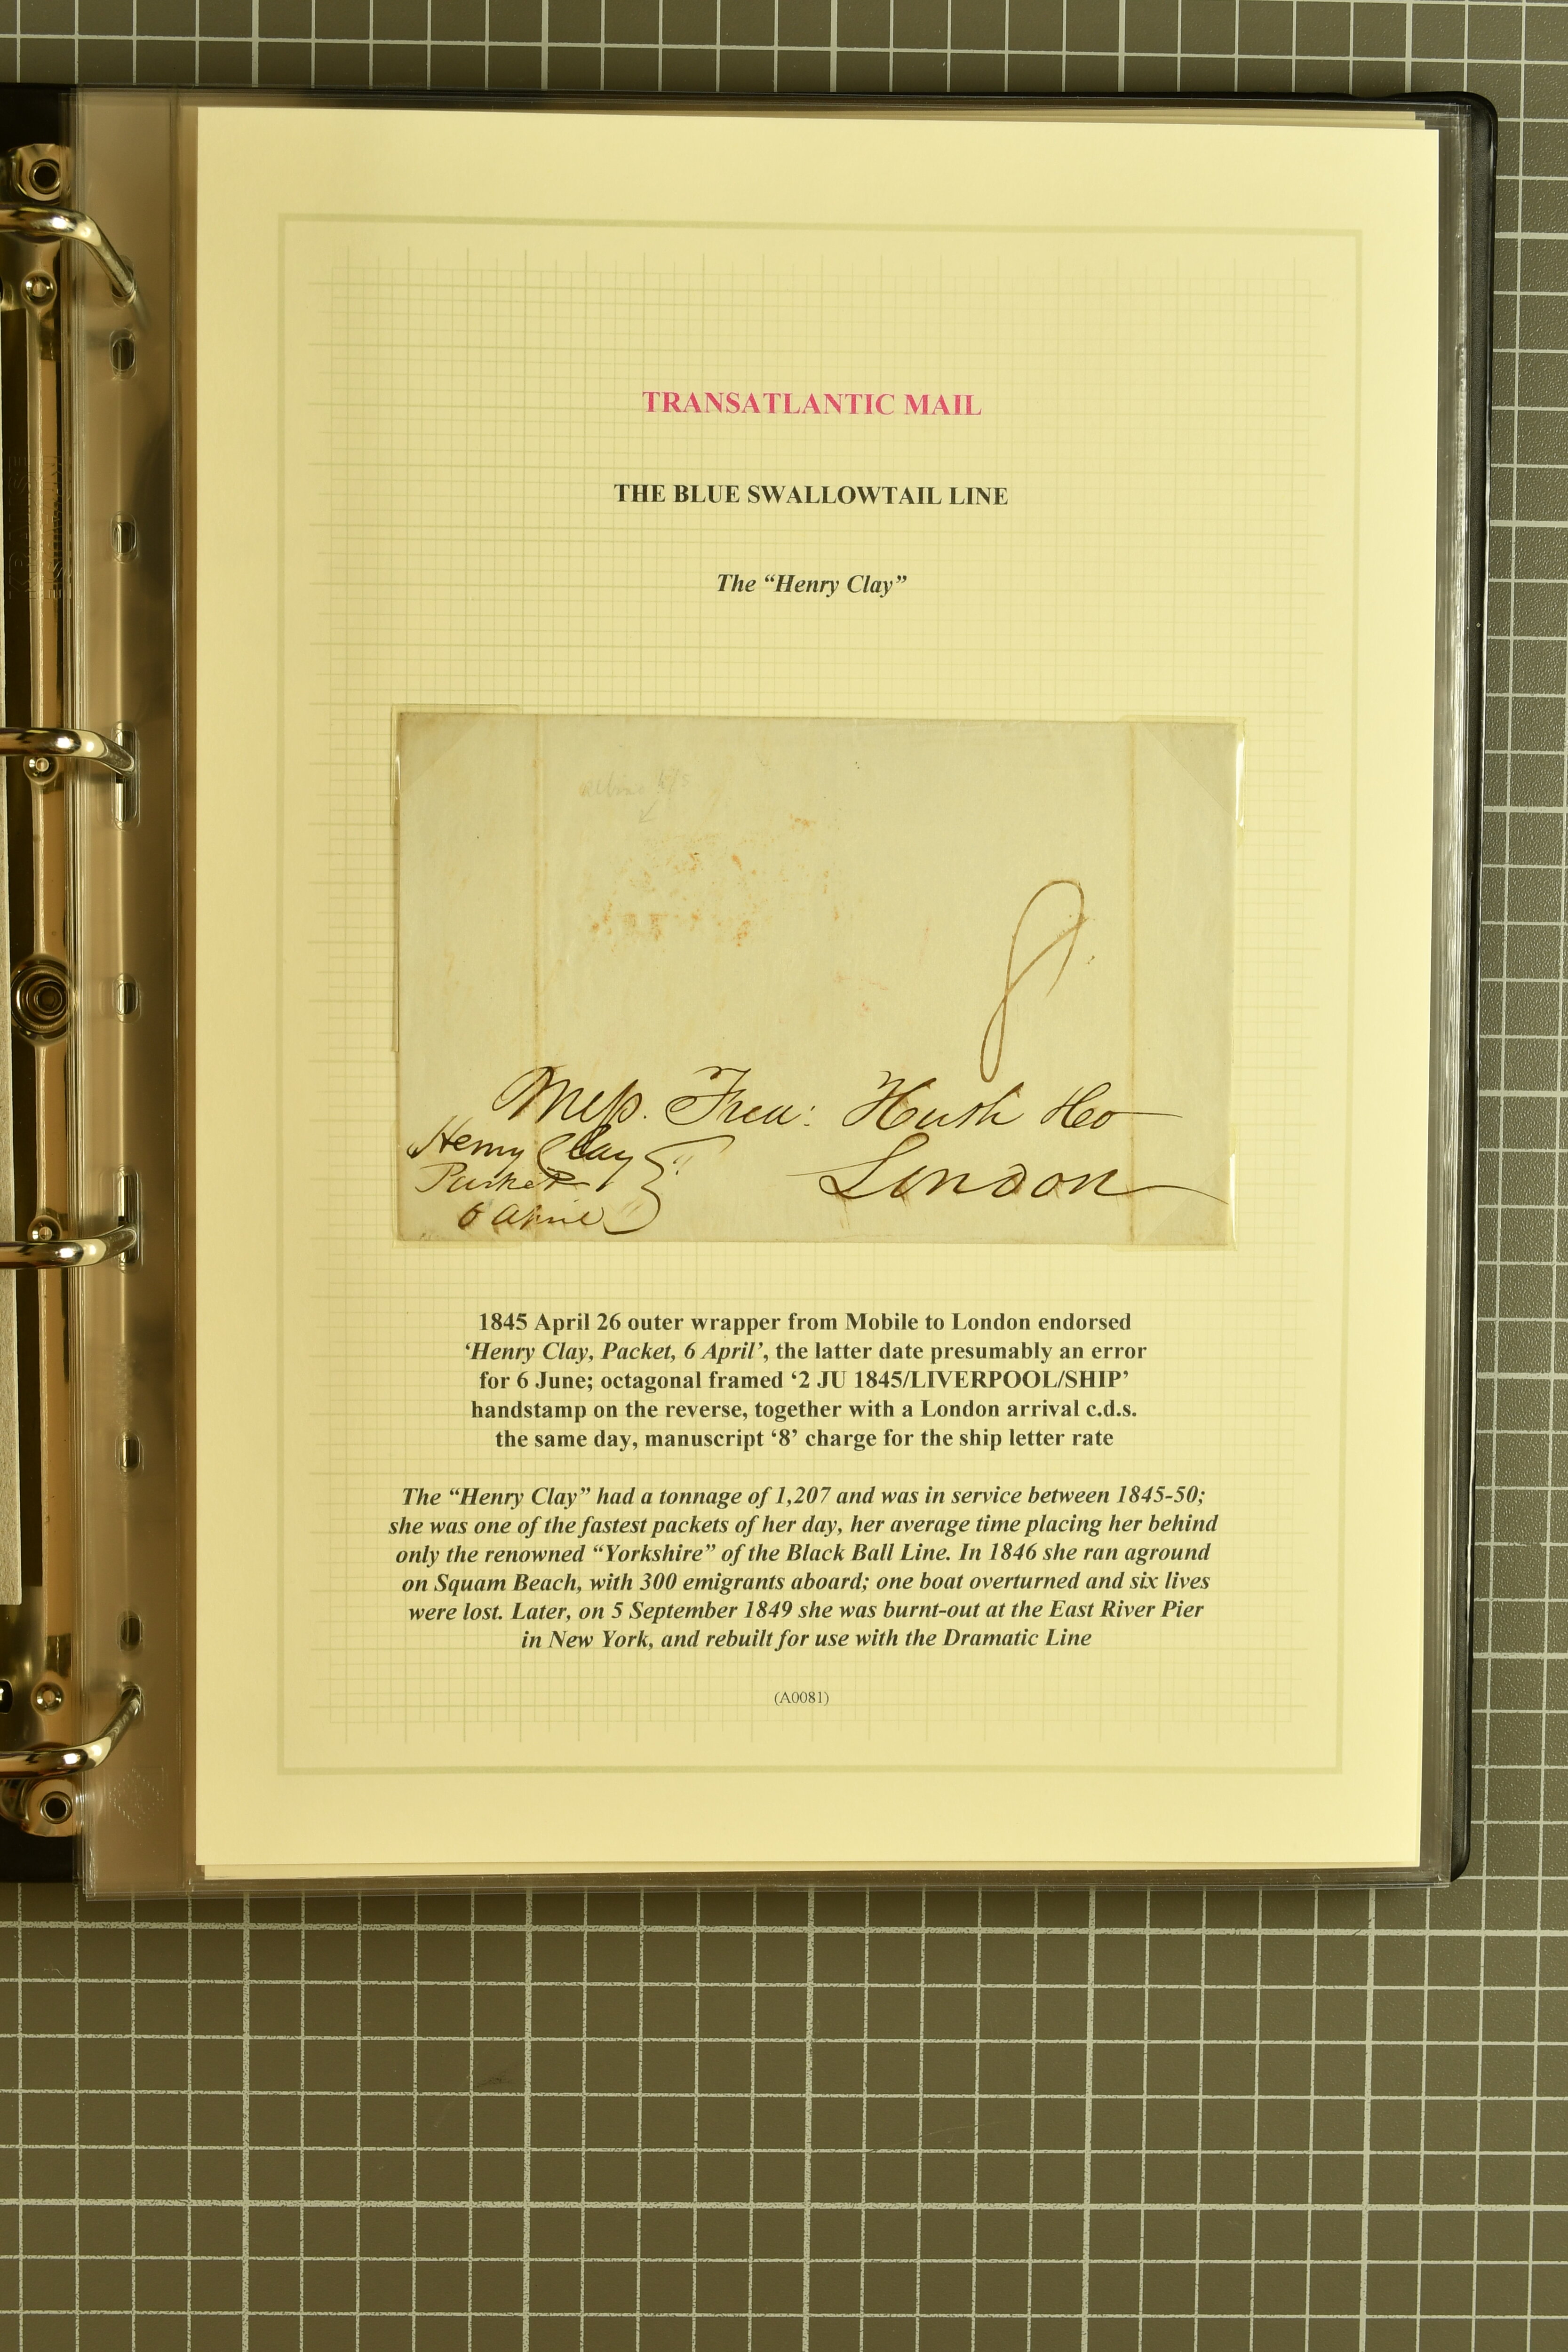 TRANSATLANTIC MAIL
THE BLUE SWALLOWTAIL LINE
The “Henry Clay”
8
Mess. Fred: Huth &Co
London
Henry Clay
Packet
6 April
1845 April 26 outer wrapper from Mobile to London endorsed
‘Henry Clay, Packet, 6 April’, the latter date presumably an error
for 6 June; octagonal framed ‘2 JU 1845/LIVERPOOL/SHIP’
handstamp on the reverse, together with a London arrival c.d.s.
the same day, manuscript ‘8’ charge for the ship letter rate
The “Henry Clay” had a tonnage of 1,207 and was in service between 1845-50;
she was one of the fastest packets of her day, her average time placing her behind
only the renowned “Yorkshire” of the Black Ball Line. In 1846 she ran aground
on Squam Beach, with 300 emigrants aboard; one boat overturned and six lives
were lost. Later, on 5 September 1849 she was burnt-out at the East River Pier
in New York, and rebuilt for use with the Dramatic Line
(A0081)